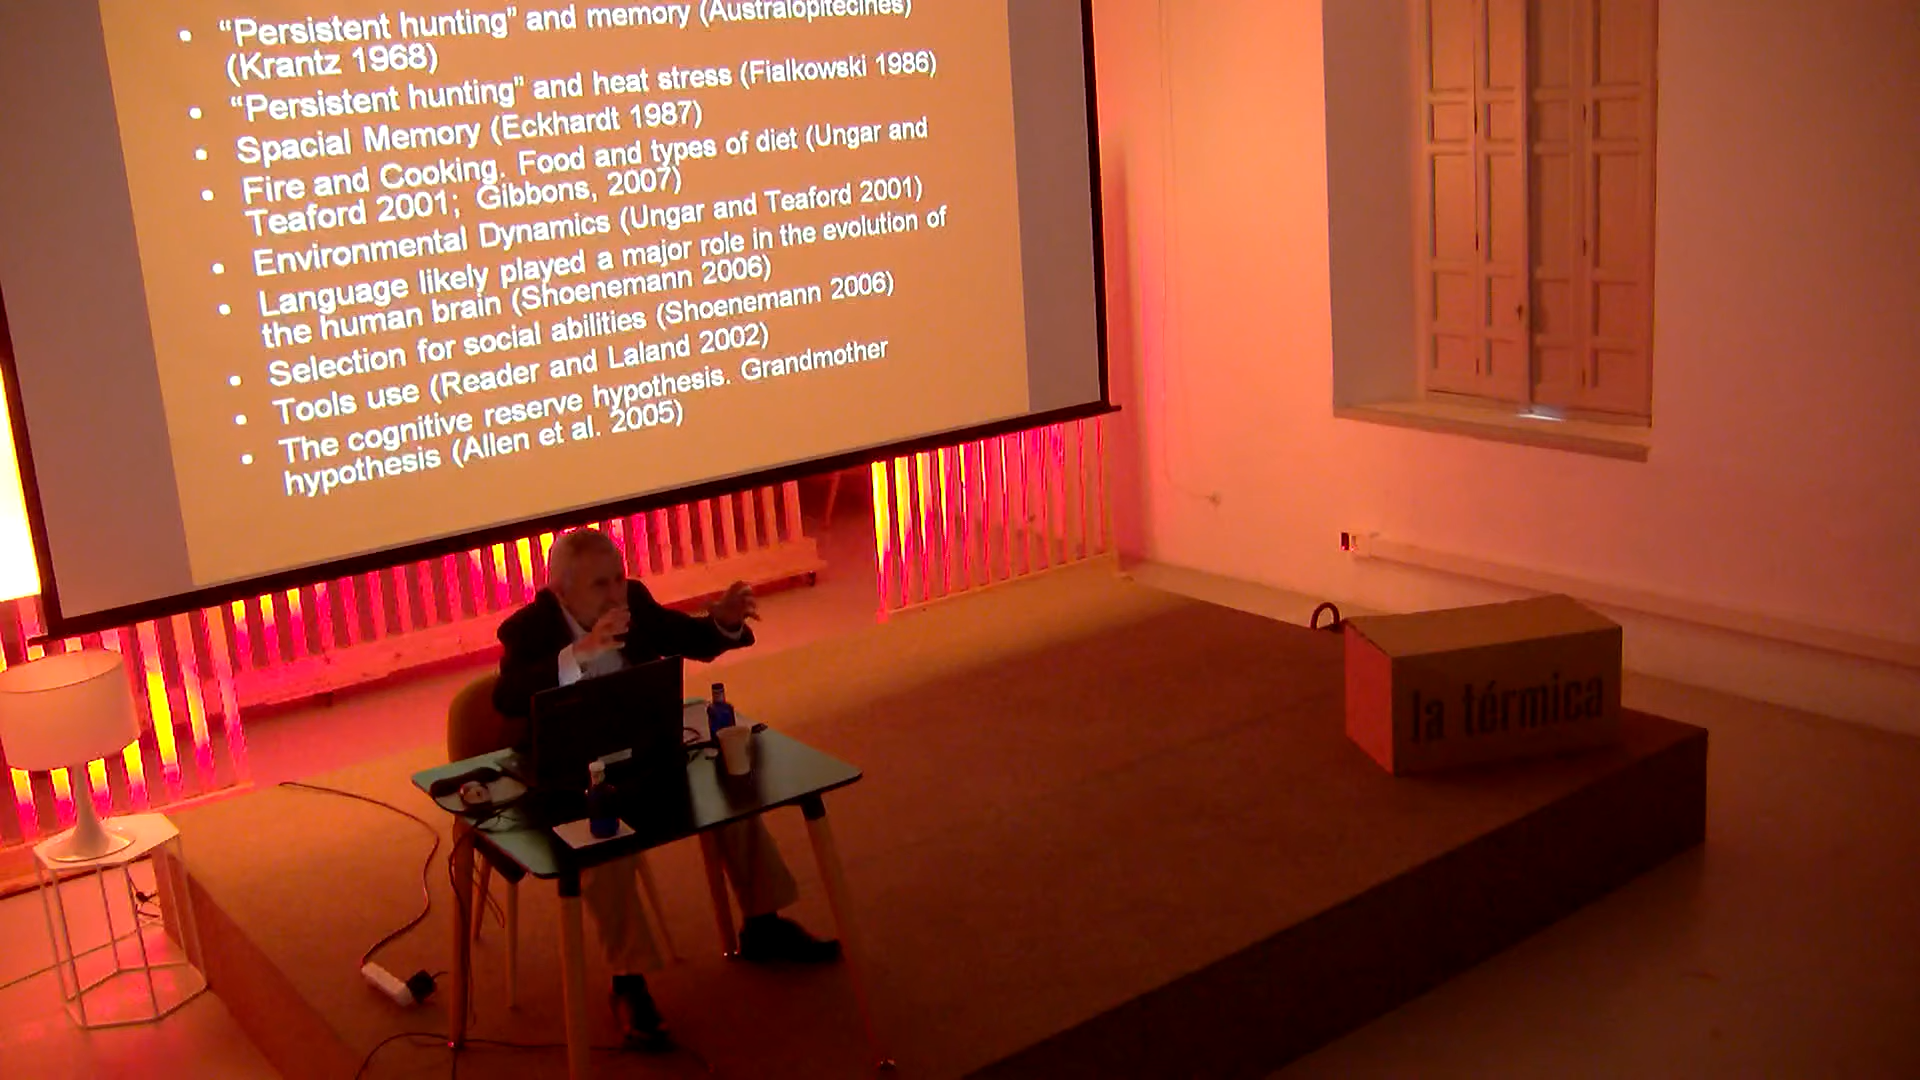 • “Persistent hunting” and memory (Australopitecines)
(Krantz 1968)
• “Persistent hunting” and heat stress (Fialkowski 1986)
• Spacial Memory (Eckhardt 1987)
• Fire and Cooking. Food and types of diet (Ungar and
Teaford 2001; Gibbons, 2007)
• Environmental Dynamics (Ungar and Teaford 2001)
• Language likely played a major role in the evolution of
the human brain (Shoenemann 2006)
• Selection for social abilities (Shoenemann 2006)
• Tools use (Reader and Laland 2002)
• The cognitive reserve hypothesis. Grandmother
hypothesis (Allen et al. 2005)
la térmica